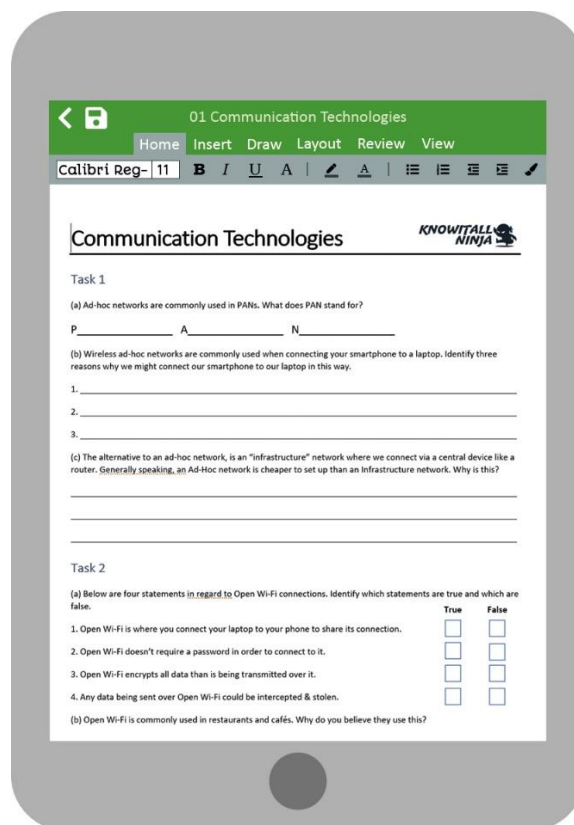 01 Communication Technologies
Home Insert Draw Layout Review View
Calibri Reg- 11 B I U A | A |
Communication Technologies
KNOWITALL
NINJA
Task 1
(a) Ad-hoc networks are commonly used in PANs. What does PAN stand for?
P_______________ A_______________ N_______________
(b) Wireless ad-hoc networks are commonly used when connecting your smartphone to a laptop. Identify three
reasons why we might connect our smartphone to our laptop in this way.
1.
2.
3.
(c) The alternative to an ad-hoc network, is an “infrastructure” network where we connect via a central device like a
router. Generally speaking, an Ad-Hoc network is cheaper to set up than an Infrastructure network. Why is this?
Task 2
(a) Below are four statements in regard to Open Wi-Fi connections. Identify which statements are true and which are
false.
True False
1. Open Wi-Fi is where you connect your laptop to your phone to share its connection.
2. Open Wi-Fi doesn't require a password in order to connect to it.
3. Open Wi-Fi encrypts all data than is being transmitted over it.
4. Any data being sent over Open Wi-Fi could be intercepted & stolen.
(b) Open Wi-Fi is commonly used in restaurants and cafés. Why do you believe they use this?